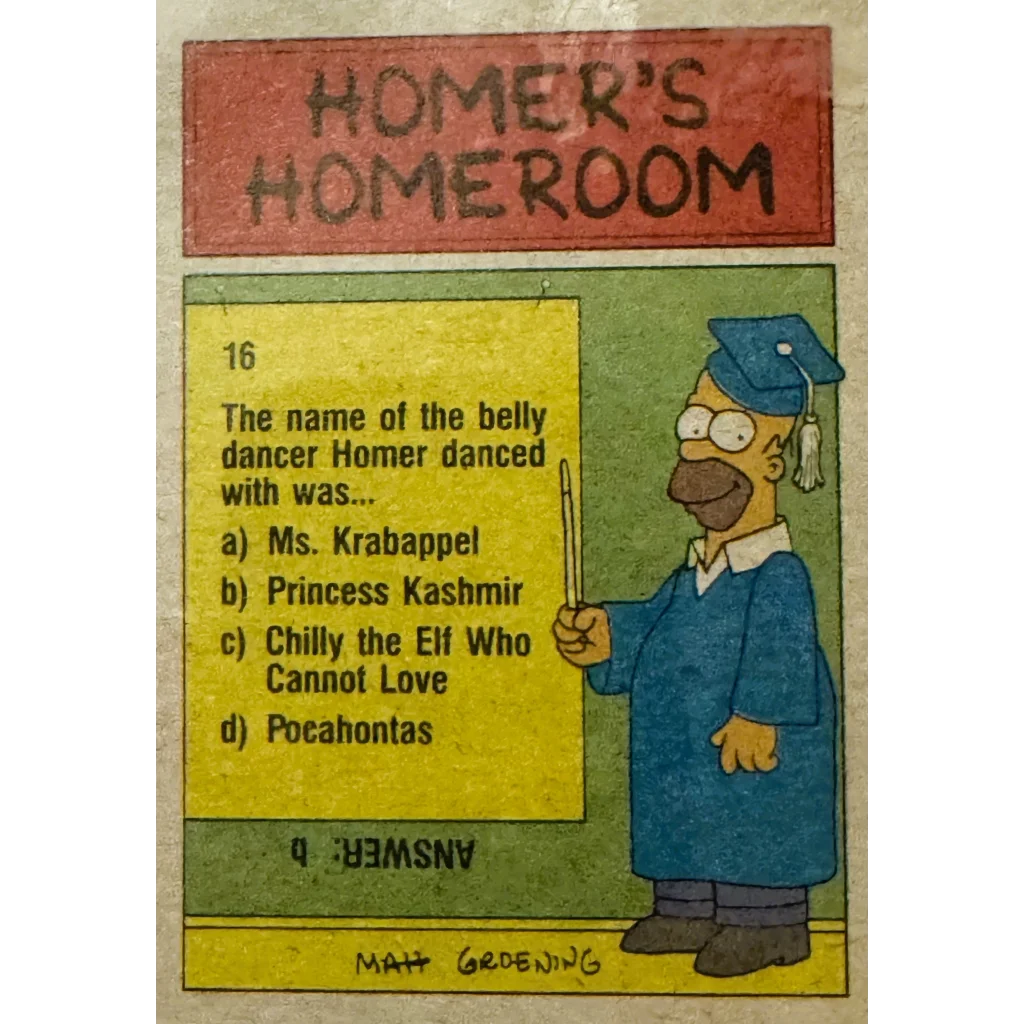 HOMER'S
HOMEROOM
16
The name of the belly
dancer Homer danced
with was...
a) Ms. Krabappel
b) Princess Kashmir
c) Chilly the Elf Who
Cannot Love
d) Pocahontas
ANSWER: b
MATT GROENING